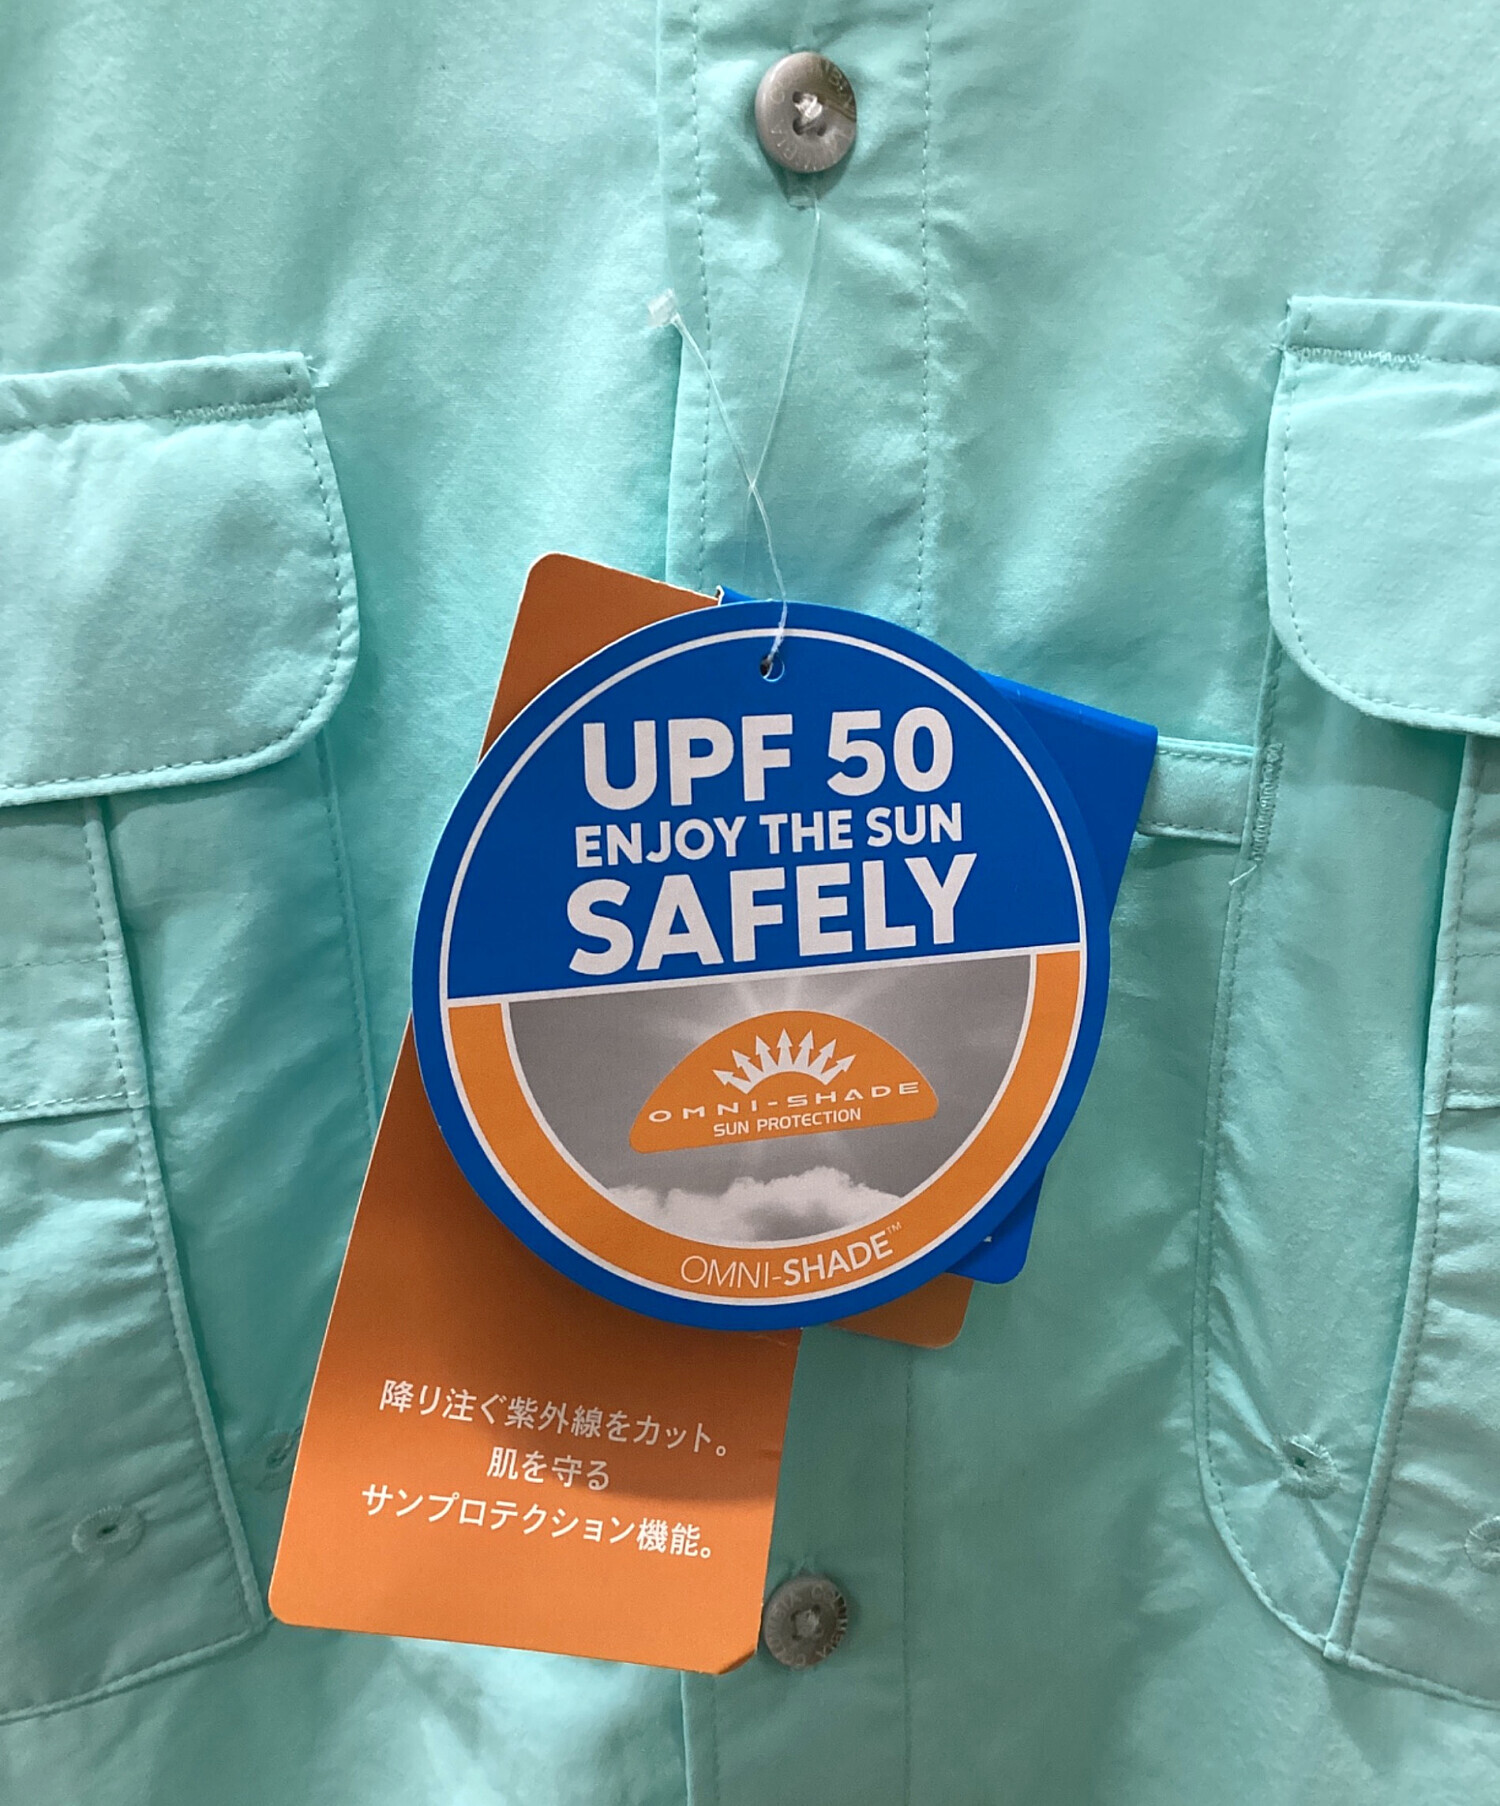 UPF 50
ENJOY THE SUN
SAFELY
OMNI-SHADE
SUN PROTECTION
OMNI-SHADE™
降り注ぐ紫外線をカット。
肌を守る
サンプロテクション機能。